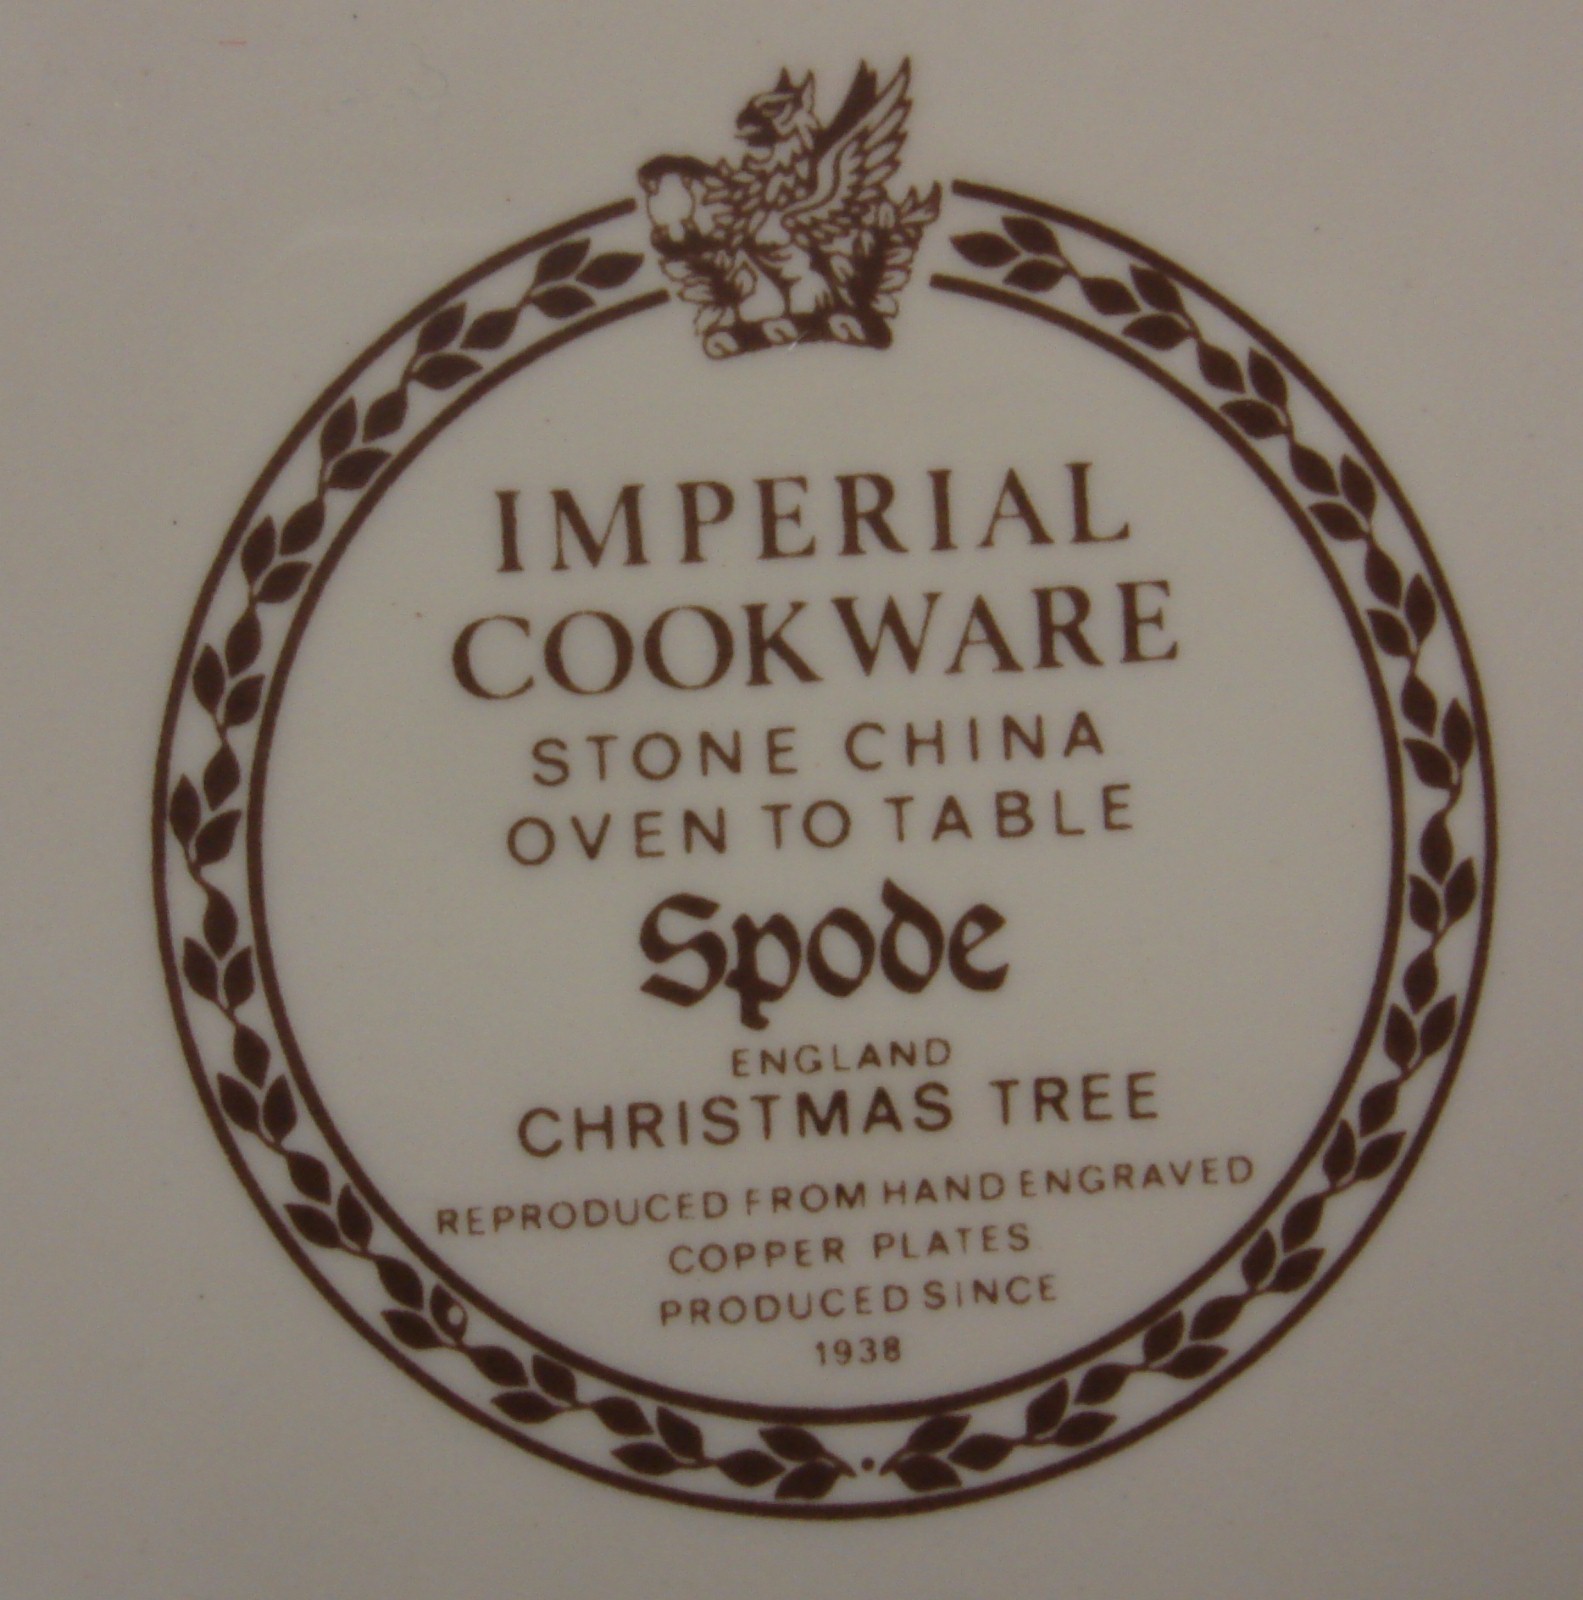 IMPERIAL
COOKWARE
STONE CHINA
OVEN TO TABLE
Spode
ENGLAND
CHRISTMAS TREE
REPRODUCED FROM HAND ENGRAVED
COPPER PLATES
PRODUCED SINCE
1938